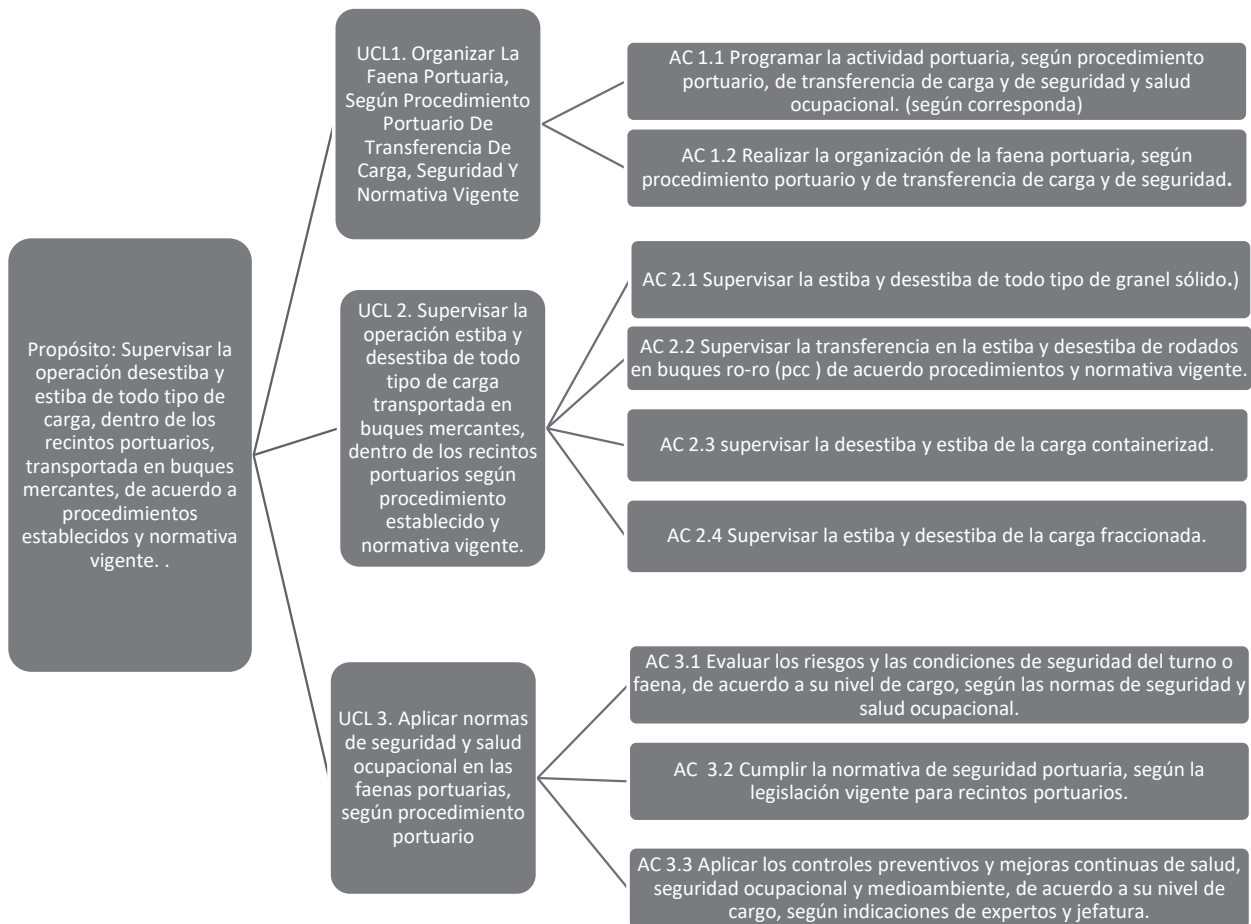 Propósito: Supervisar la
operación desestiba y
estiba de todo tipo de
carga, dentro de los
recintos portuarios,
transportada en buques
mercantes, de acuerdo a
procedimientos
establecidos y normativa
vigente. .
UCL1. Organizar La
Faena Portuaria,
Según Procedimiento
Portuario De
Transferencia De
Carga, Seguridad Y
Normativa Vigente
AC 1.1 Programar la actividad portuaria, según procedimiento
portuario, de transferencia de carga y de seguridad y salud
ocupacional. (según corresponda)
AC 1.2 Realizar la organización de la faena portuaria, según
procedimiento portuario y de transferencia de carga y de seguridad.
UCL 2. Supervisar la
operación estiba y
desestiba de todo
tipo de carga
transportada en
buques mercantes,
dentro de los recintos
portuarios según
procedimiento
establecido y
normativa vigente.
AC 2.1 Supervisar la estiba y desestiba de todo tipo de granel sólido.)
AC 2.2 Supervisar la transferencia en la estiba y desestiba de rodados
en buques ro-ro (pcc ) de acuerdo procedimientos y normativa vigente.
AC 2.3 supervisar la desestiba y estiba de la carga containerizad.
AC 2.4 Supervisar la estiba y desestiba de la carga fraccionada.
UCL 3. Aplicar normas
de seguridad y salud
ocupacional en las
faenas portuarias,
según procedimiento
portuario
AC 3.1 Evaluar los riesgos y las condiciones de seguridad del turno o
faena, de acuerdo a su nivel de cargo, según las normas de seguridad y
salud ocupacional.
AC  3.2 Cumplir la normativa de seguridad portuaria, según la
legislación vigente para recintos portuarios.
AC 3.3 Aplicar los controles preventivos y mejoras continuas de salud,
seguridad ocupacional y medioambiente, de acuerdo a su nivel de
cargo, según indicaciones de expertos y jefatura.